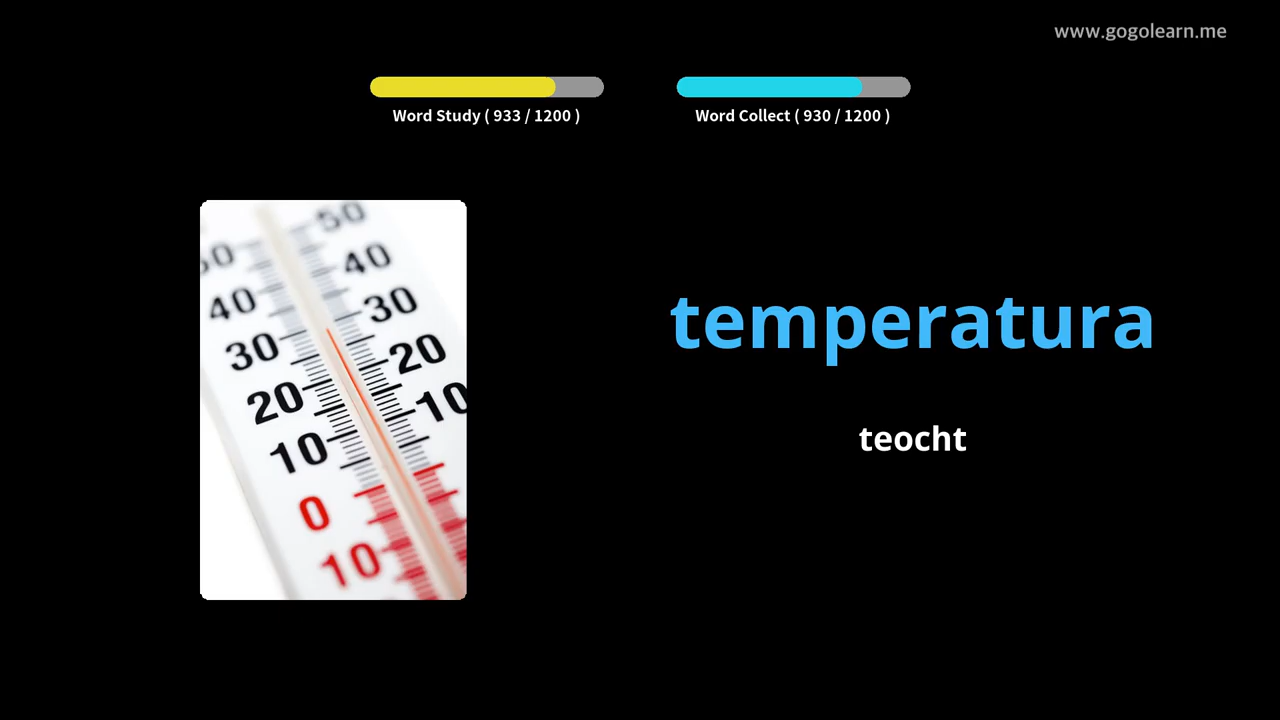 www.gogolearn.me
Word Study ( 933 / 1200 )
Word Collect ( 930 / 1200 )
50
40
40
30
30
20
20
10
10
0
10
temperatura
teocht